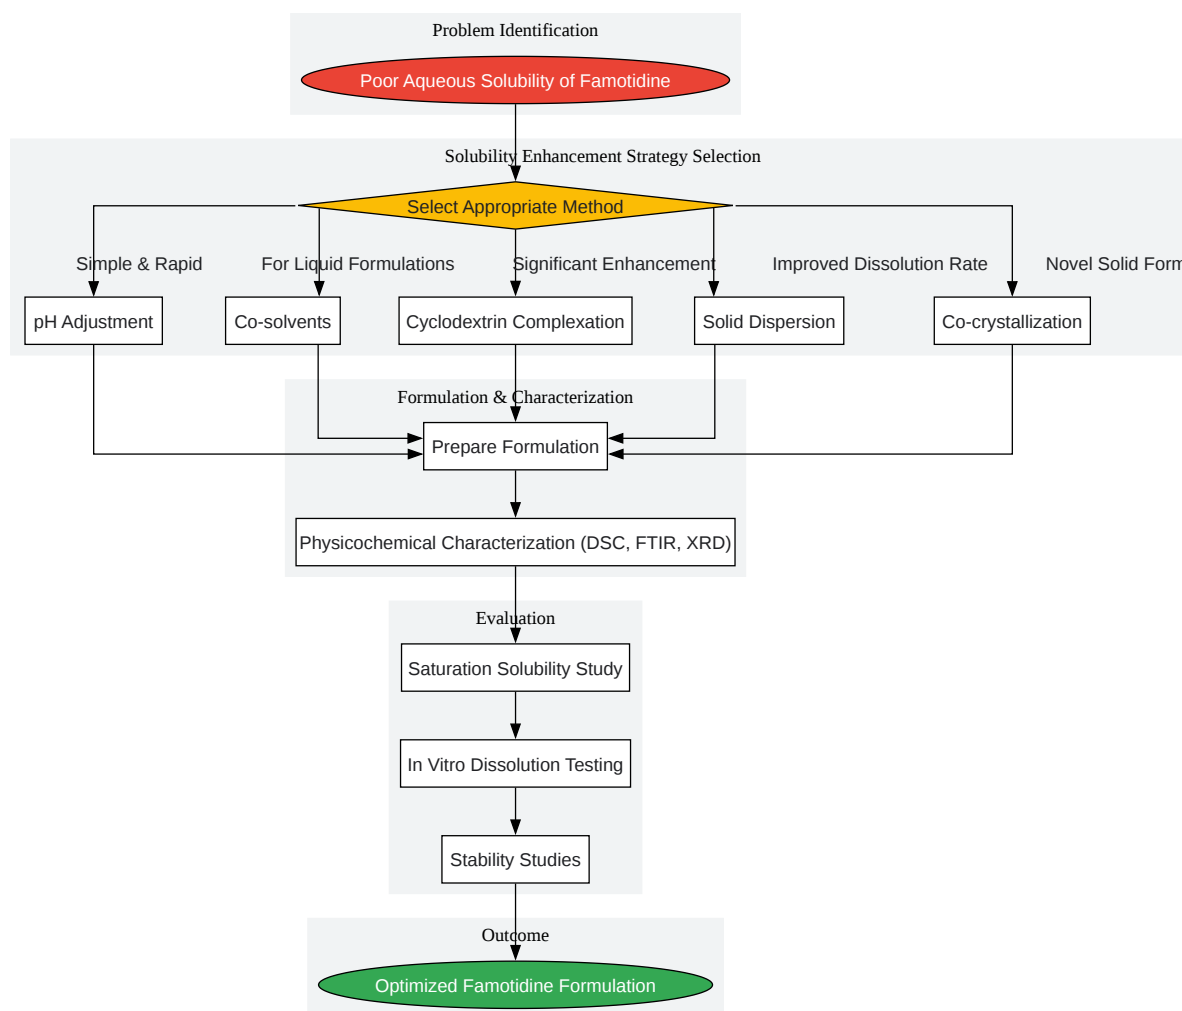 Problem Identification
Poor Aqueous Solubility of Famotidine
Solubility Enhancement Strategy Selection
Select Appropriate Method
Simple & Rapid
For Liquid Formulations
Significant Enhancement
Improved Dissolution Rate
Novel Solid Form
pH Adjustment
Co-solvents
Cyclodextrin Complexation
Solid Dispersion
Co-crystallization
Formulation & Characterization
Prepare Formulation
Physicochemical Characterization (DSC, FTIR, XRD)
Evaluation
Saturation Solubility Study
In Vitro Dissolution Testing
Stability Studies
Outcome
Optimized Famotidine Formulation